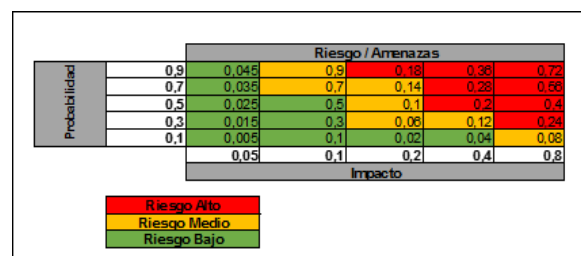 Riesgo / Amenazas
Probabilidad
0,9 0,045 0,9 0,18 0,36 0,72
0,7 0,035 0,7 0,14 0,28 0,56
0,5 0,025 0,5 0,1 0,2 0,4
0,3 0,015 0,3 0,06 0,12 0,24
0,1 0,005 0,1 0,02 0,04 0,08
0,05 0,1 0,2 0,4 0,8
Impacto
Riesgo Alto
Riesgo Medio
Riesgo Bajo